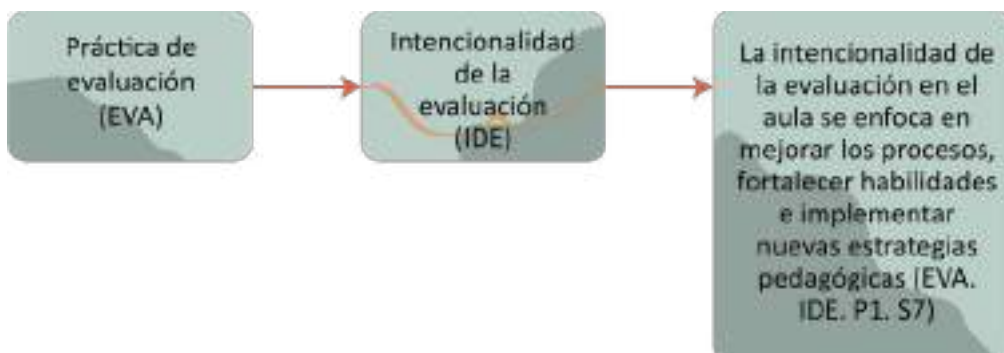 Práctica de
evaluación
(EVA)
Intencionalidad
de la
evaluación
(IDE)
La intencionalidad de
la evaluación en el
aula se enfoca en
mejorar los procesos,
fortalecer habilidades
e implementar
nuevas estrategias
pedagógicas (EVA.
IDE. P1. S7)